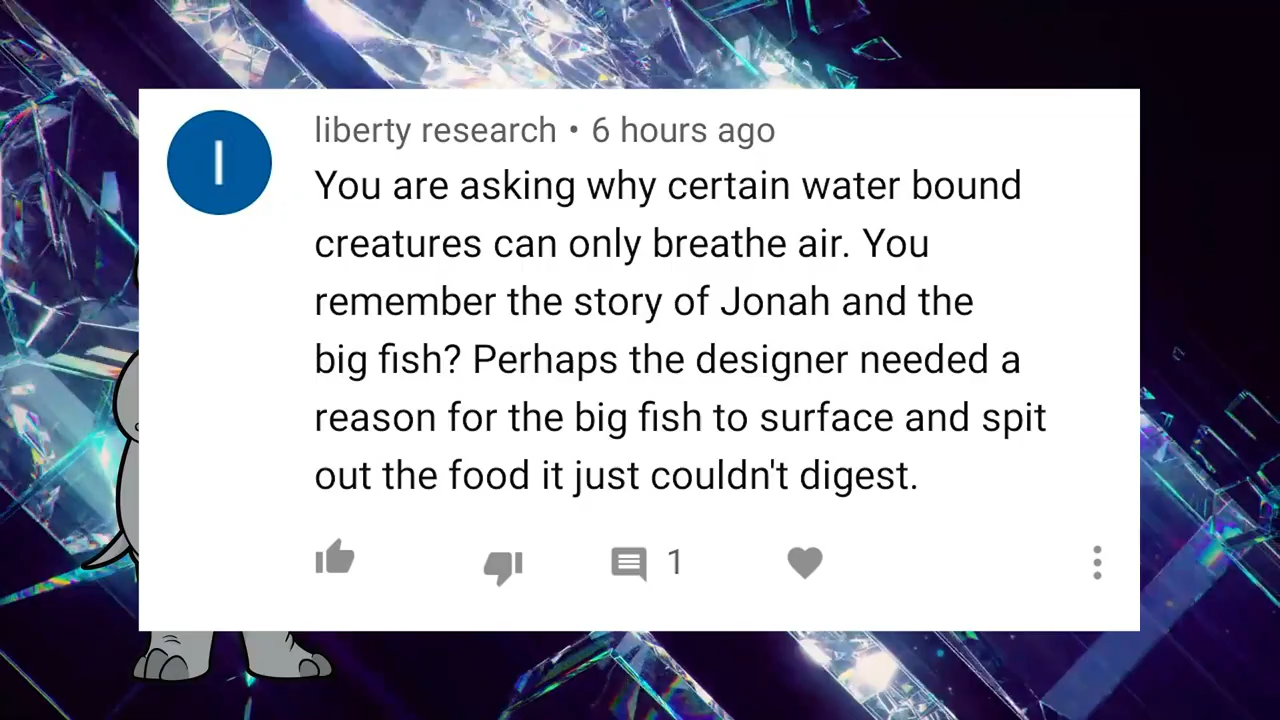 l
liberty research • 6 hours ago
You are asking why certain water bound
creatures can only breathe air. You
remember the story of Jonah and the
big fish? Perhaps the designer needed a
reason for the big fish to surface and spit
out the food it just couldn't digest.
1